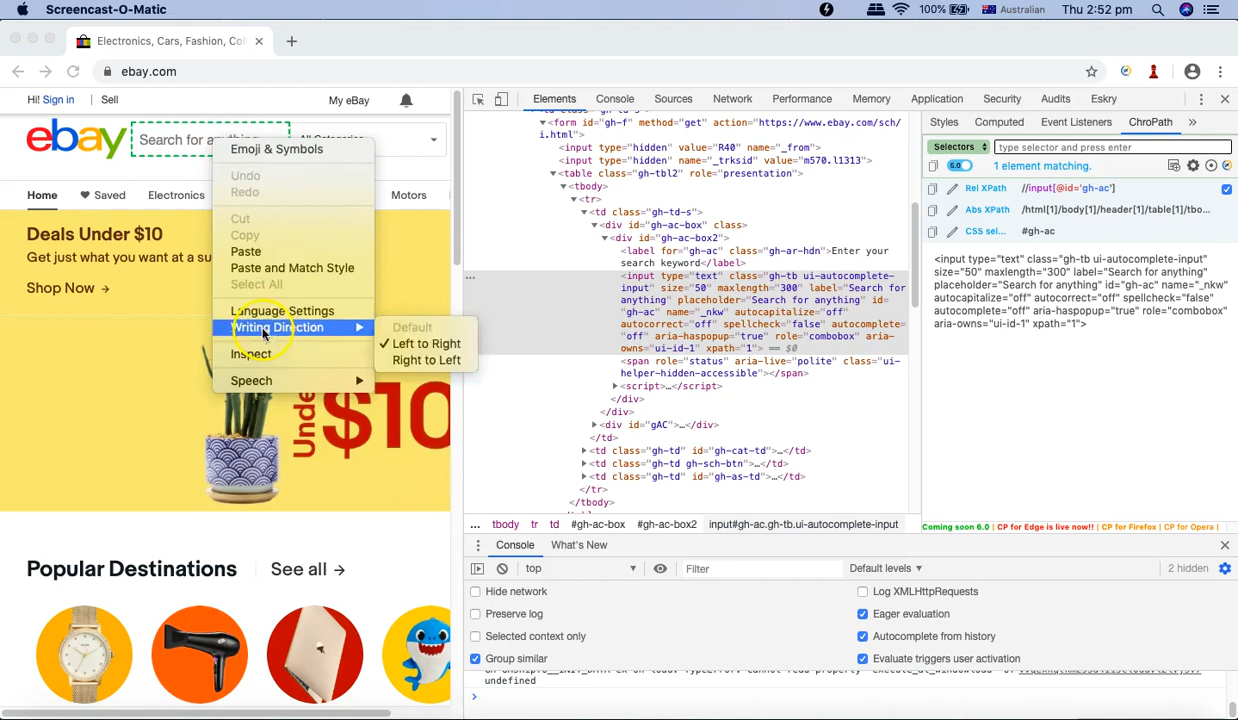 Screencast-O-Matic
100%
Australian
Thu 2:52 pm
Electronics, Cars, Fashion, Col
ebay.com
Hi! Sign in
Sell
My eBay
ebay
Search for anything
All Categories
Home
Saved
Electronics
Motors
Deals Under $10
Get just what you want at a su
Shop Now →
Under
$10
Emoji & Symbols
Undo
Redo
Cut
Copy
Paste
Paste and Match Style
Select All
Language Settings
Writing Direction
Inspect
Speech
Default
✓ Left to Right
Right to Left
Popular Destinations
See all →
Elements
Console
Sources
Network
Performance
Memory
Application
Security
Audits
Eskry
▼<form id="gh-f" method="get" action="https://www.ebay.com/sch/
i.html">
<input type="hidden" value="R40" name="_from">
<input type="hidden" name="_trksid" value="m570.l1313">
▼<table class="gh-tbl2" role="presentation">
▼<tbody>
▼<tr>
▼<td class="gh-td-s">
▼<div id="gh-ac-box" class>
▼<div id="gh-ac-box2">
<label for="gh-ac" class="gh-ar-hdn">Enter your
search keyword</label>
<input type="text" class="gh-tb ui-autocomplete-
input" size="50" maxlength="300" label="Search for
anything" placeholder="Search for anything" id=
"gh-ac" name="_nkw" autocapitalize="off"
autocorrect="off" spellcheck="false" autocomplete=
"off" aria-haspopup="true" role="combobox" aria-
owns="ui-id-1" xpath="1"> == $0
<span role="status" aria-live="polite" class="ui-
helper-hidden-accessible"></span>
▶<script>…</script>
</div>
</div>
▶<div id="gAC">…</div>
</td>
▶<td class="gh-td" id="gh-cat-td">…</td>
▶<td class="gh-td gh-sch-btn">…</td>
▶<td class="gh-td" id="gh-as-td">…</td>
</tr>
</tbody>
... tbody tr td #gh-ac-box #gh-ac-box2 input#gh-ac.gh-tb.ui-autocomplete-input
Styles
Computed
Event Listeners
ChroPath
»
Selectors
type selector and press enter
1 element matching.
Rel XPath
//input[@id='gh-ac']
Abs XPath
/html[1]/body[1]/header[1]/table[1]/tbo...
CSS sel...
#gh-ac
<input type="text" class="gh-tb ui-autocomplete-input"
size="50" maxlength="300" label="Search for anything"
placeholder="Search for anything" id="gh-ac" name="_nkw"
autocapitalize="off" autocorrect="off" spellcheck="false"
autocomplete="off" aria-haspopup="true" role="combobox"
aria-owns="ui-id-1" xpath="1">
Coming soon 6.0 | CP for Edge is live now!! | CP for Firefox | CP for Opera |
Console
What's New
top
Filter
Default levels ▼
2 hidden
Hide network
Log XMLHttpRequests
Preserve log
Eager evaluation
Selected context only
Autocomplete from history
Group similar
Evaluate triggers user activation
undefined